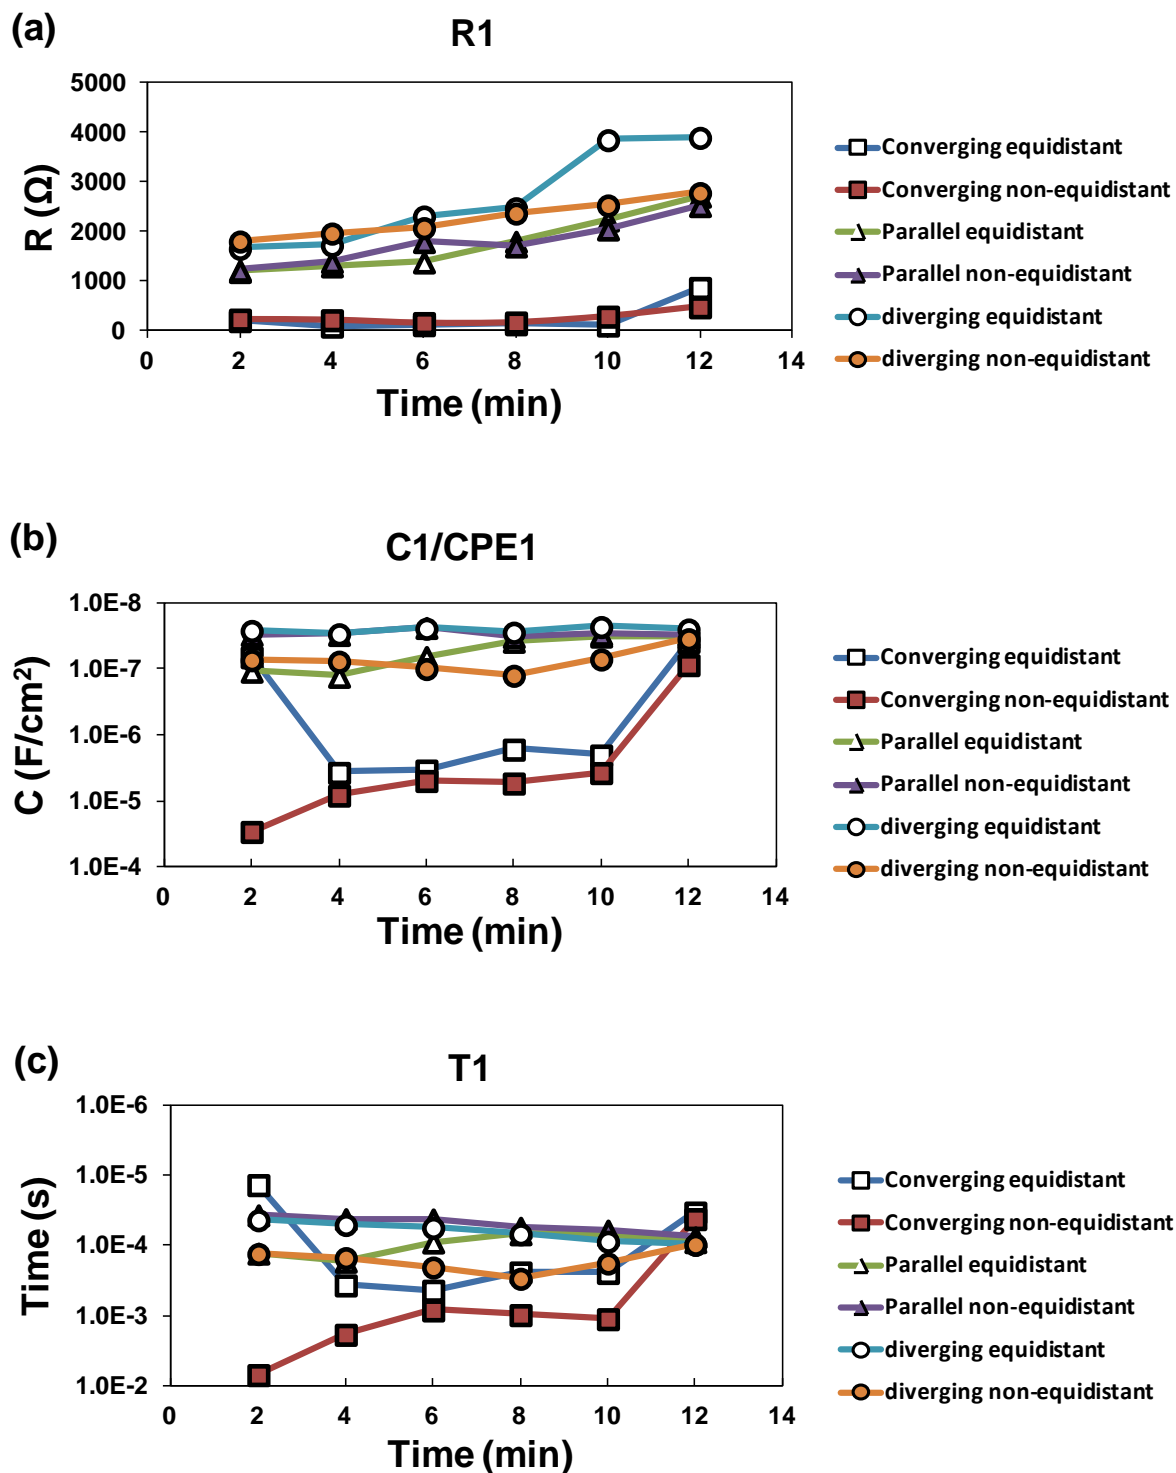 (a)
R1
5000
4000
3000
2000
1000
0
R (Ω)
0 2 4 6 8 10 12 14
Time (min)
Converging equidistant
Converging non-equidistant
Parallel equidistant
Parallel non-equidistant
diverging equidistant
diverging non-equidistant
(b)
C1/CPE1
1.0E-8
1.0E-7
1.0E-6
1.0E-5
1.0E-4
C (F/cm²)
0 2 4 6 8 10 12 14
Time (min)
Converging equidistant
Converging non-equidistant
Parallel equidistant
Parallel non-equidistant
diverging equidistant
diverging non-equidistant
(c)
T1
1.0E-6
1.0E-5
1.0E-4
1.0E-3
1.0E-2
Time (s)
0 2 4 6 8 10 12 14
Time (min)
Converging equidistant
Converging non-equidistant
Parallel equidistant
Parallel non-equidistant
diverging equidistant
diverging non-equidistant